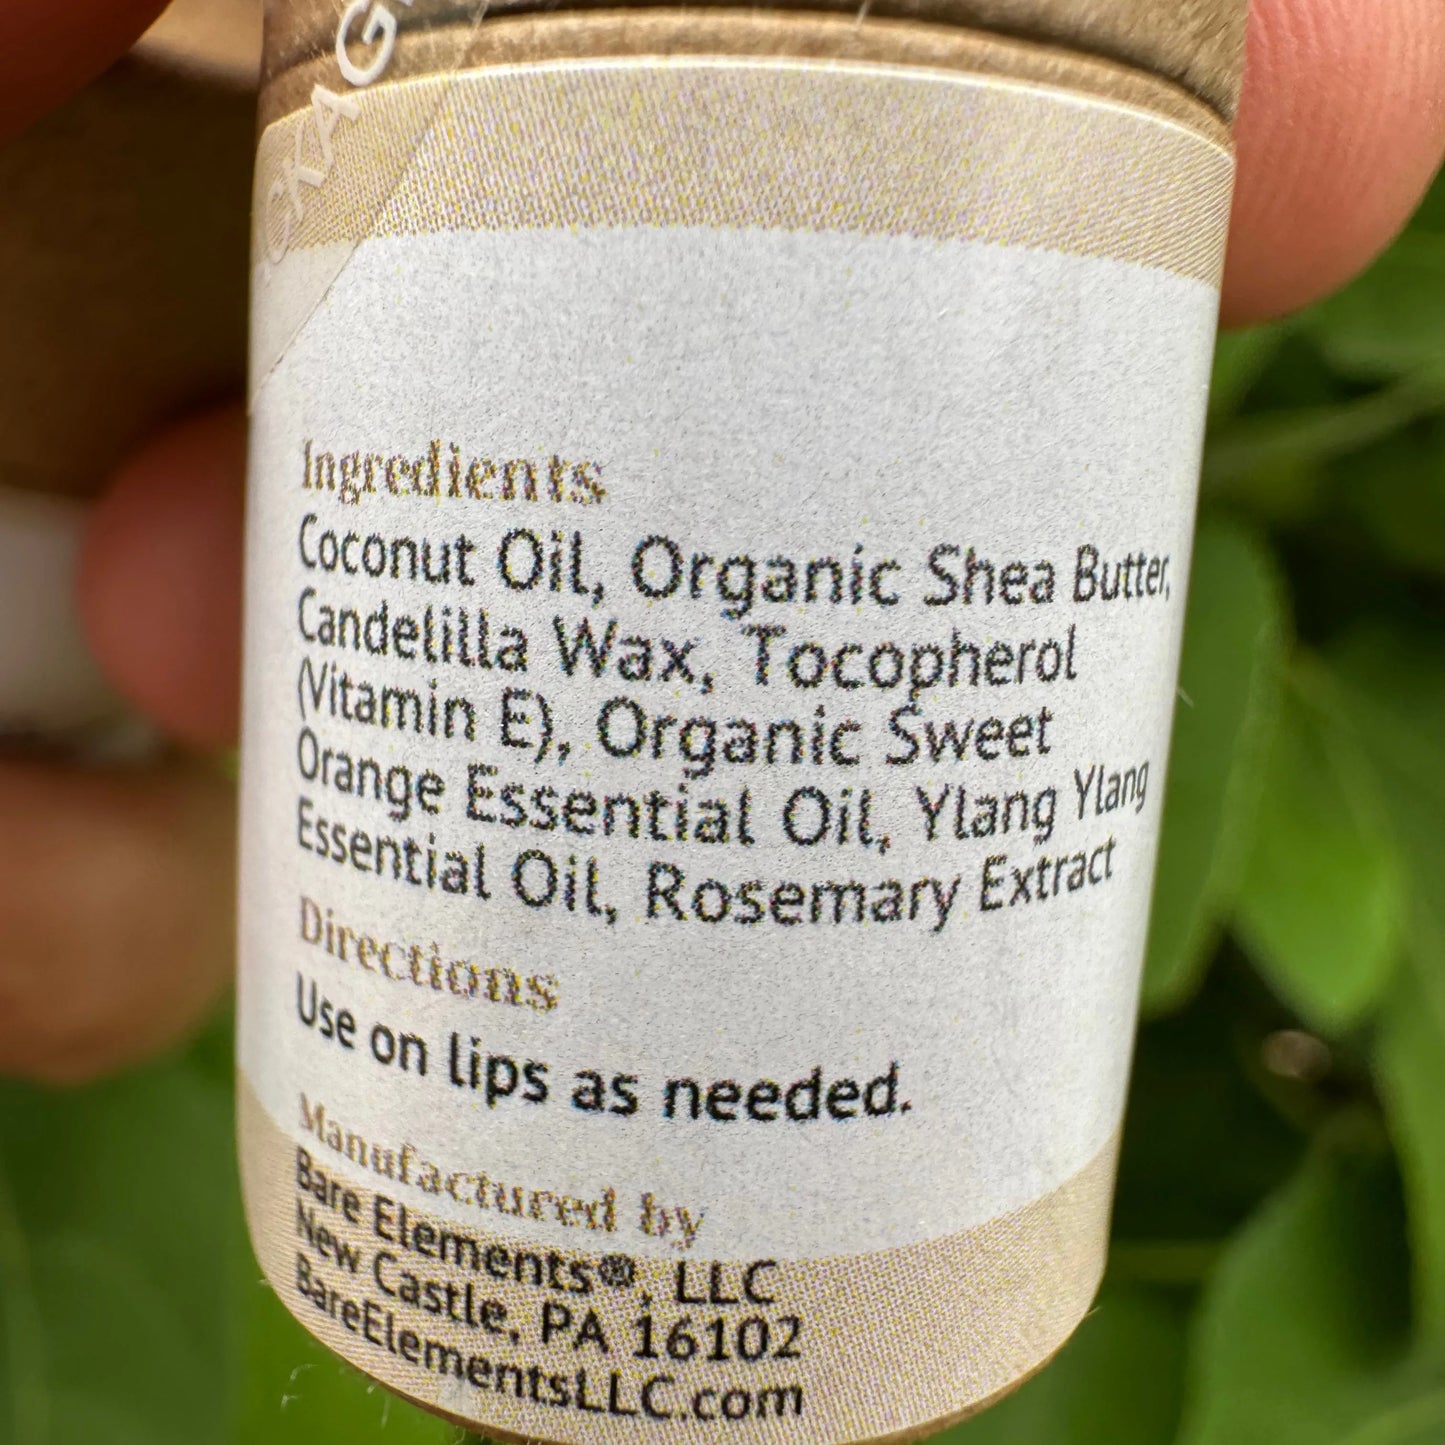 Ingredients
Coconut Oil, Organic Shea Butter,
Candelilla Wax, Tocopherol
(Vitamin E), Organic Sweet
Orange Essential Oil, Ylang Ylang
Essential Oil, Rosemary Extract
Directions
Use on lips as needed.
Manufactured by
Bare Elements®, LLC
New Castle, PA 16102
BareElementsLLC.com